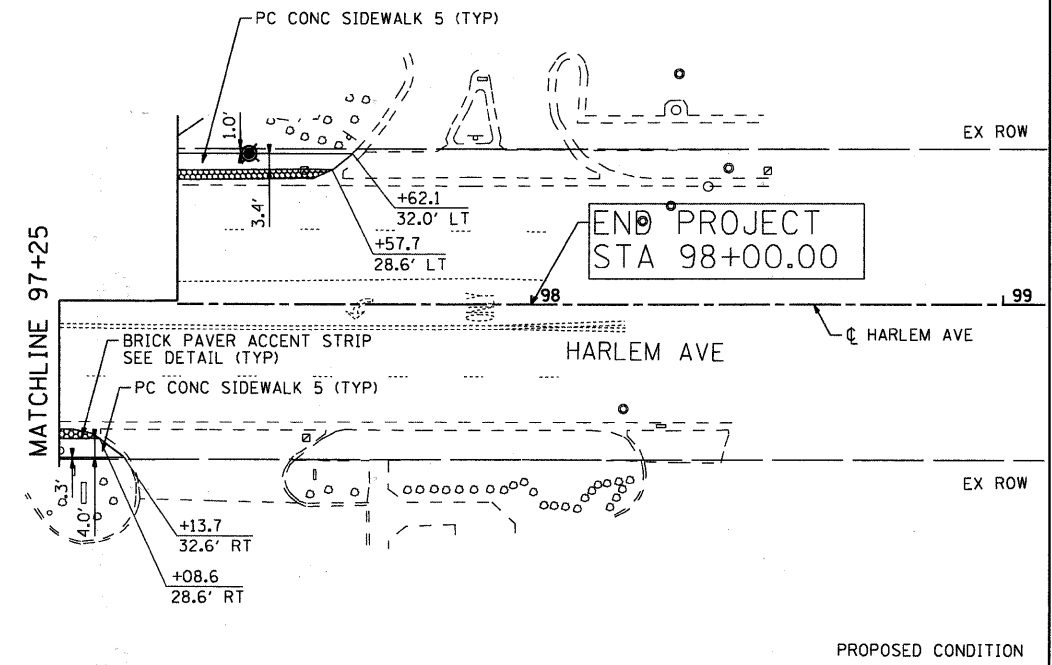 PC CONC SIDEWALK 5 (TYP)
1.0'
EX ROW
3.4'
+62.1
32.0' LT
+57.7
28.6' LT
END PROJECT
STA 98+00.00
MATCHLINE 97+25
98
99
BRICK PAVER ACCENT STRIP
SEE DETAIL (TYP)
HARLEM AVE
℄ HARLEM AVE
PC CONC SIDEWALK 5 (TYP)
EX ROW
0.3'
4.0'
+13.7
32.6' RT
+08.6
28.6' RT
PROPOSED CONDITION